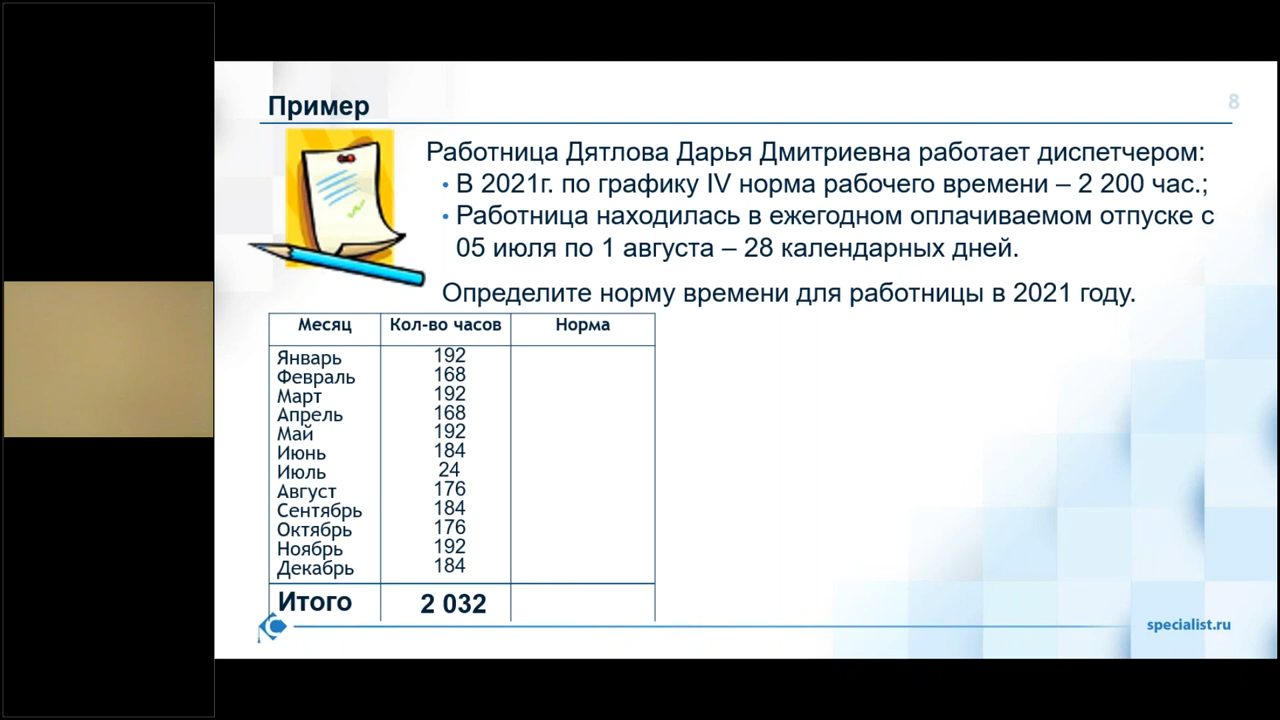 8
Пример
Работница Дятлова Дарья Дмитриевна работает диспетчером:
• В 2021г. по графику IV норма рабочего времени – 2 200 час.;
• Работница находилась в ежегодном оплачиваемом отпуске с
05 июля по 1 августа – 28 календарных дней.
Определите норму времени для работницы в 2021 году.
Месяц Кол-во часов Норма
Январь 192
Февраль 168
Март 192
Апрель 168
Май 192
Июнь 184
Июль 24
Август 176
Сентябрь 184
Октябрь 176
Ноябрь 192
Декабрь 184
Итого 2 032
specialist.ru